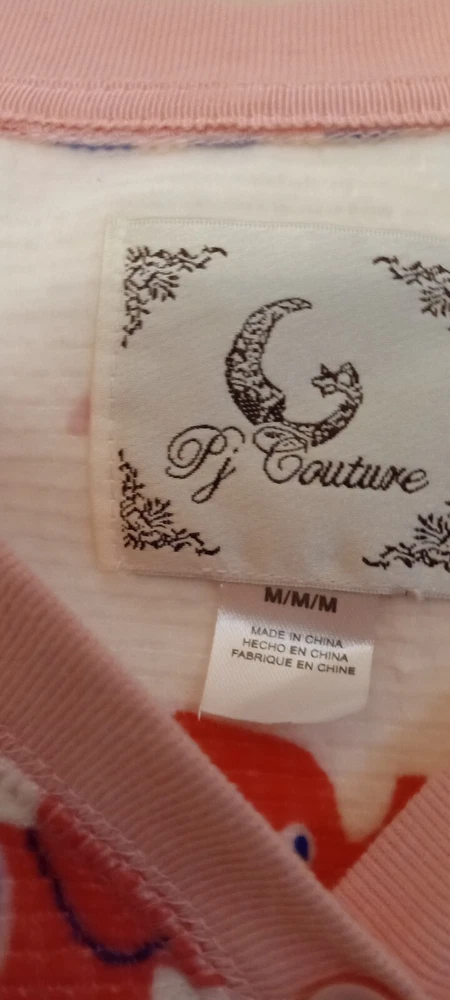 Pj Couture
M/M/M
MADE IN CHINA
HECHO EN CHINA
FABRIQUE EN CHINE